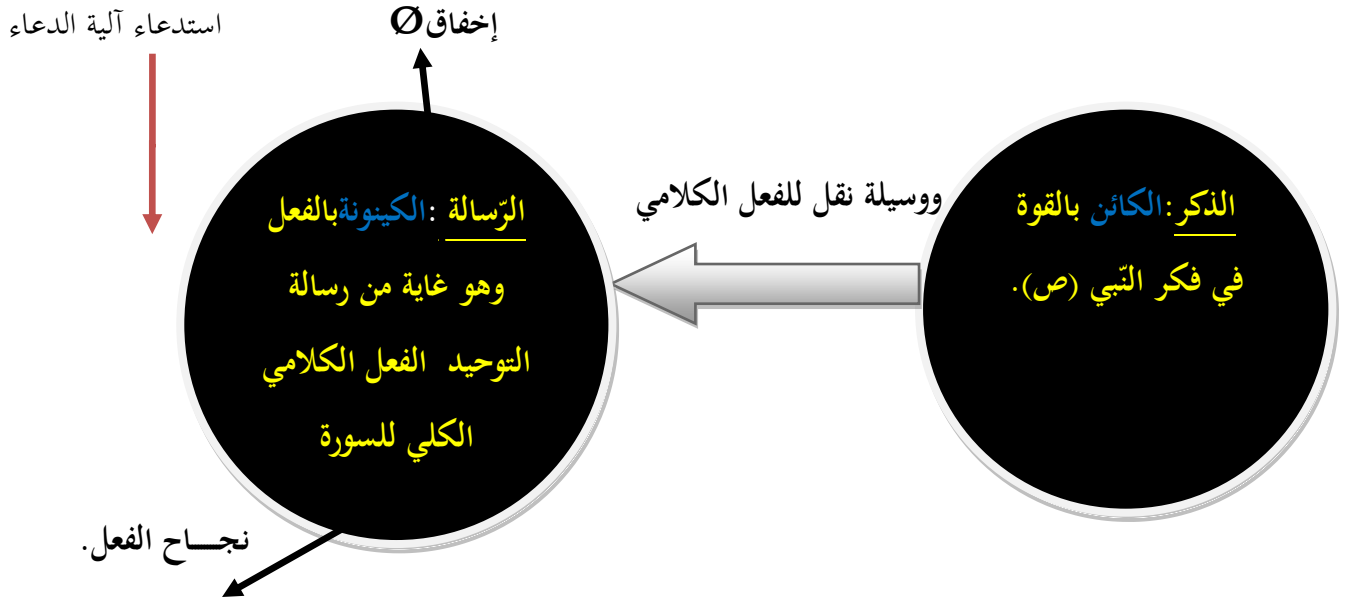 إخفاق Ø
استدعاء آلية الدعاء
الذكر:الكائن بالقوة
في فكر النّبي (ص).
ووسيلة نقل للفعل الكلامي
الرّسالة :الكينونةبالفعل
وهو غاية من رسالة
التوحيد الفعل الكلامي
الكلي للسورة
نجـــاح الفعل.